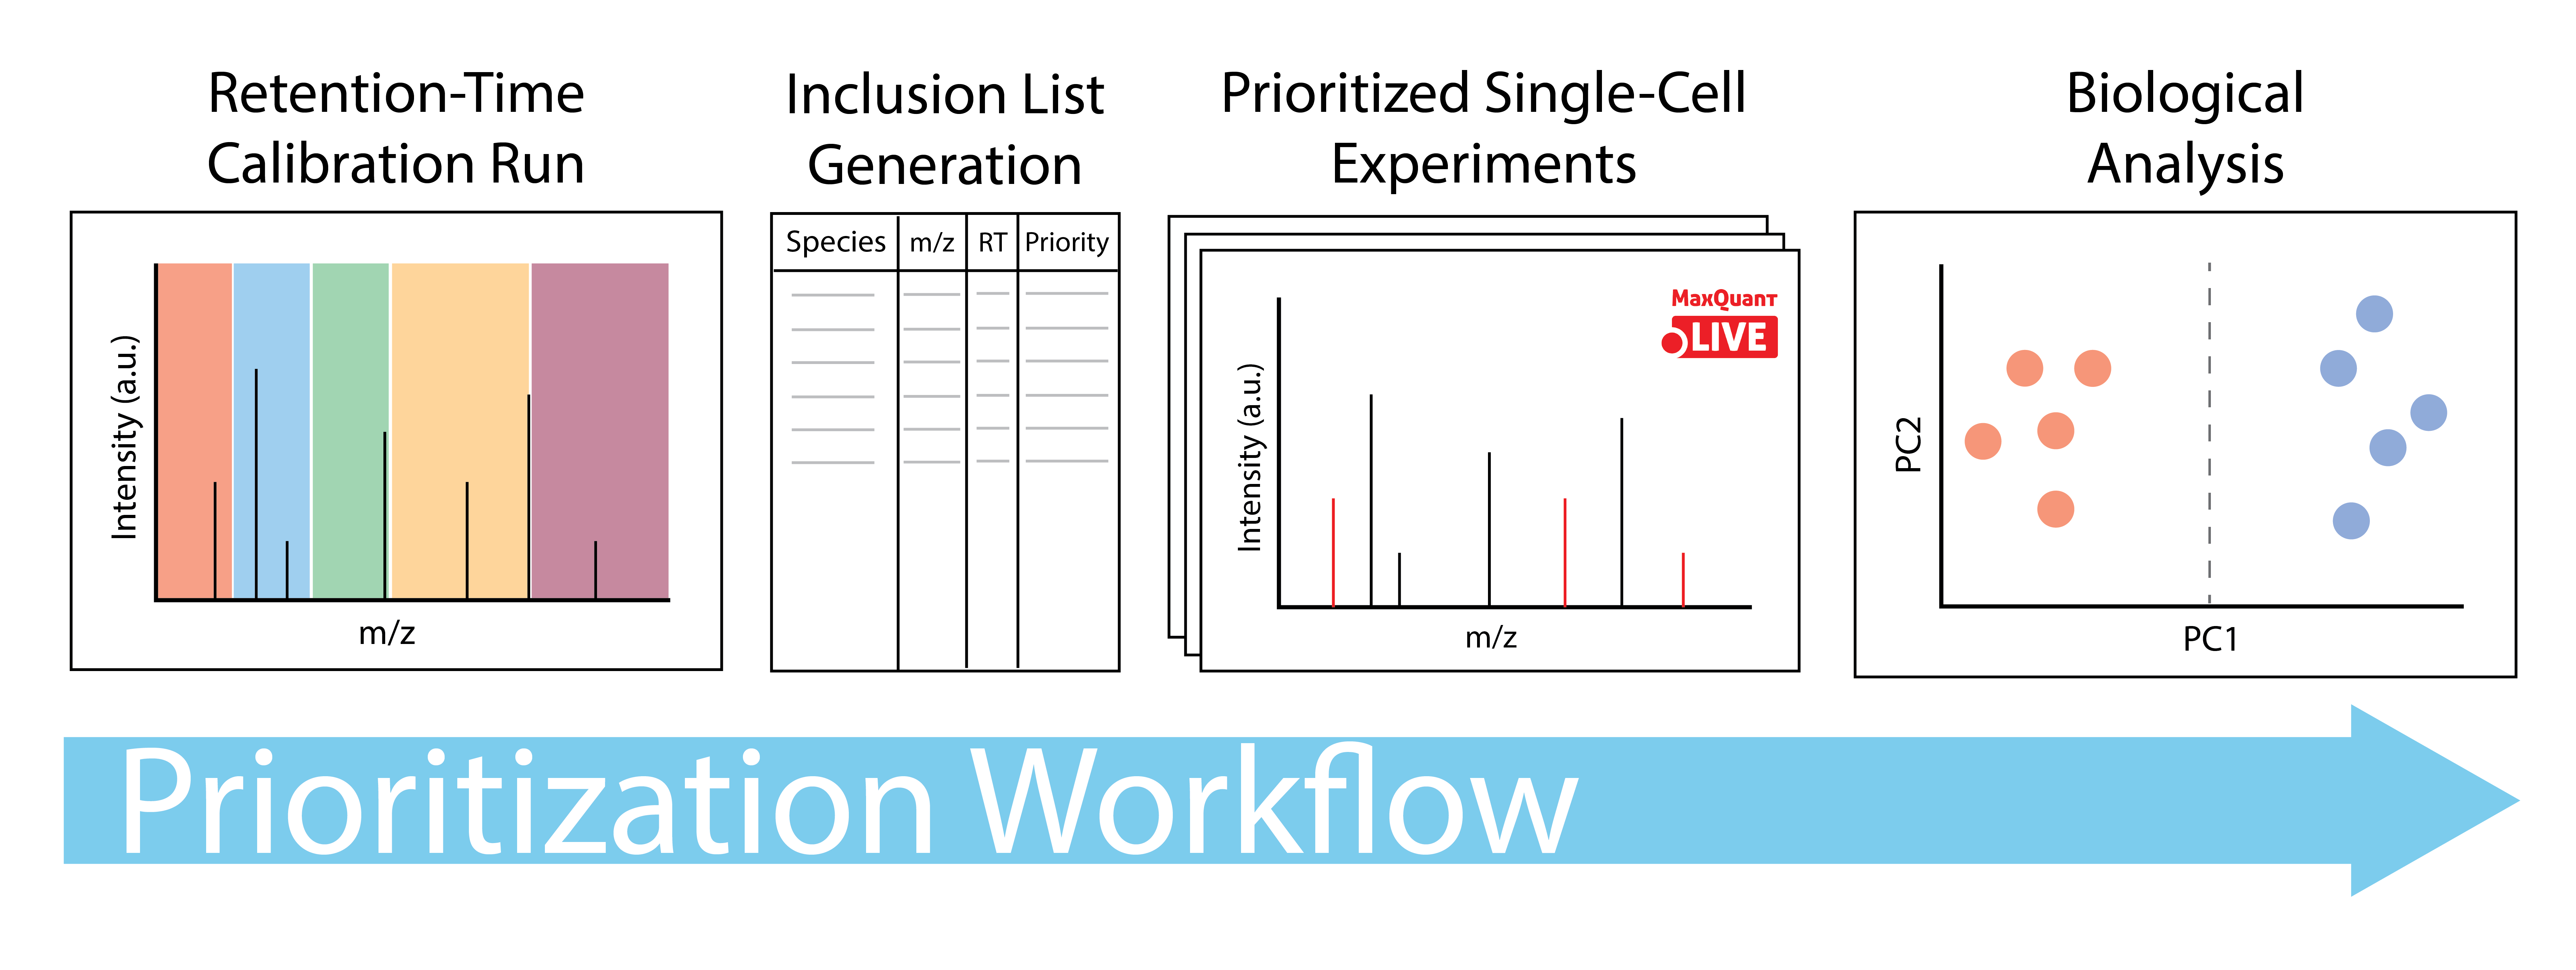 Retention-Time
Calibration Run
Intensity (a.u.)
m/z
Inclusion List
Generation
Species m/z RT Priority
Prioritized Single-Cell
Experiments
MaxQuant
LIVE
Intensity (a.u.)
m/z
Biological
Analysis
PC2
PC1
Prioritization Workflow